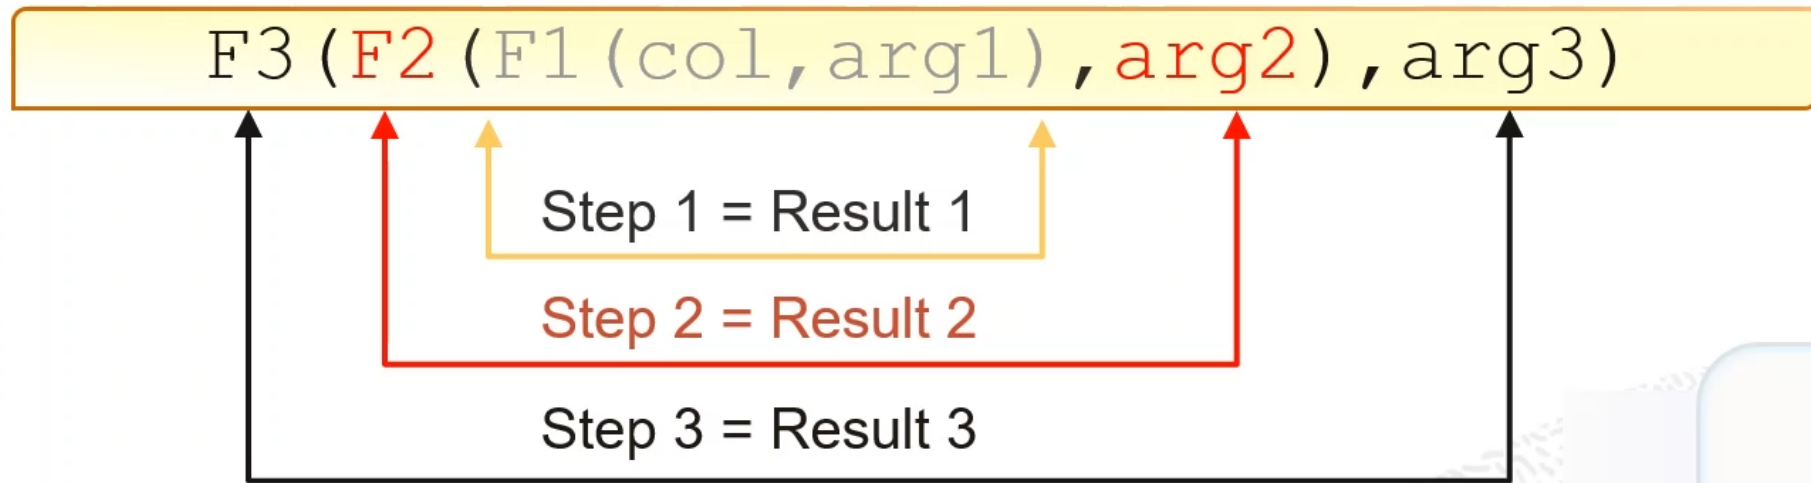 F3(F2(F1(col,arg1),arg2),arg3)
Step 1 = Result 1
Step 2 = Result 2
Step 3 = Result 3